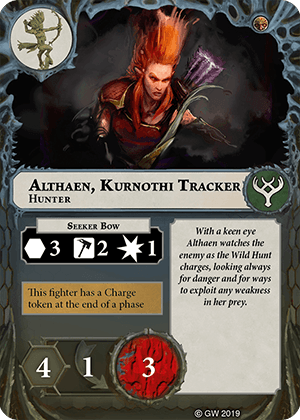 ALTHAEN, KURNOTHI TRACKER
HUNTER
SEEKER BOW
3 2 1
This fighter has a Charge
token at the end of a phase
With a keen eye
Althaen watches the
enemy as the Wild Hunt
charges, looking always
for danger and for ways
to exploit any weakness
in her prey.
4 1 3
© GW 2019